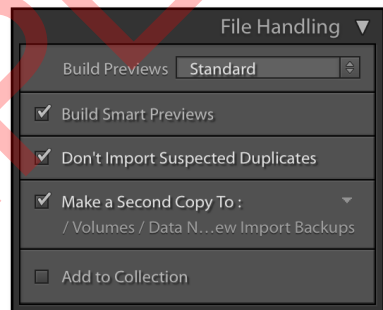 File Handling
Build Previews Standard
Build Smart Previews
Don't Import Suspected Duplicates
Make a Second Copy To :
/ Volumes / Data N…ew Import Backups
Add to Collection